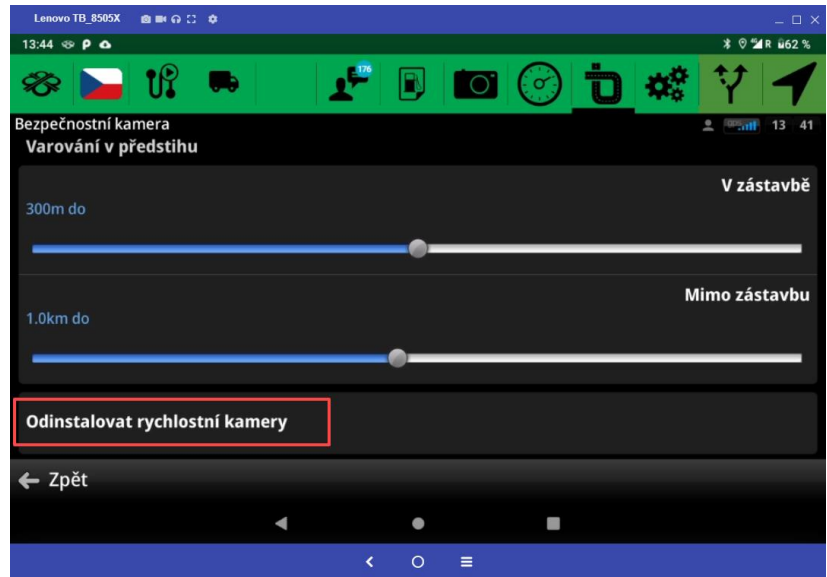 Lenovo TB_8505X
13:44
R 62 %
176
Bezpečnostní kamera
13 41
Varování v předstihu
V zástavbě
300m do
Mimo zástavbu
1.0km do
Odinstalovat rychlostní kamery
Zpět